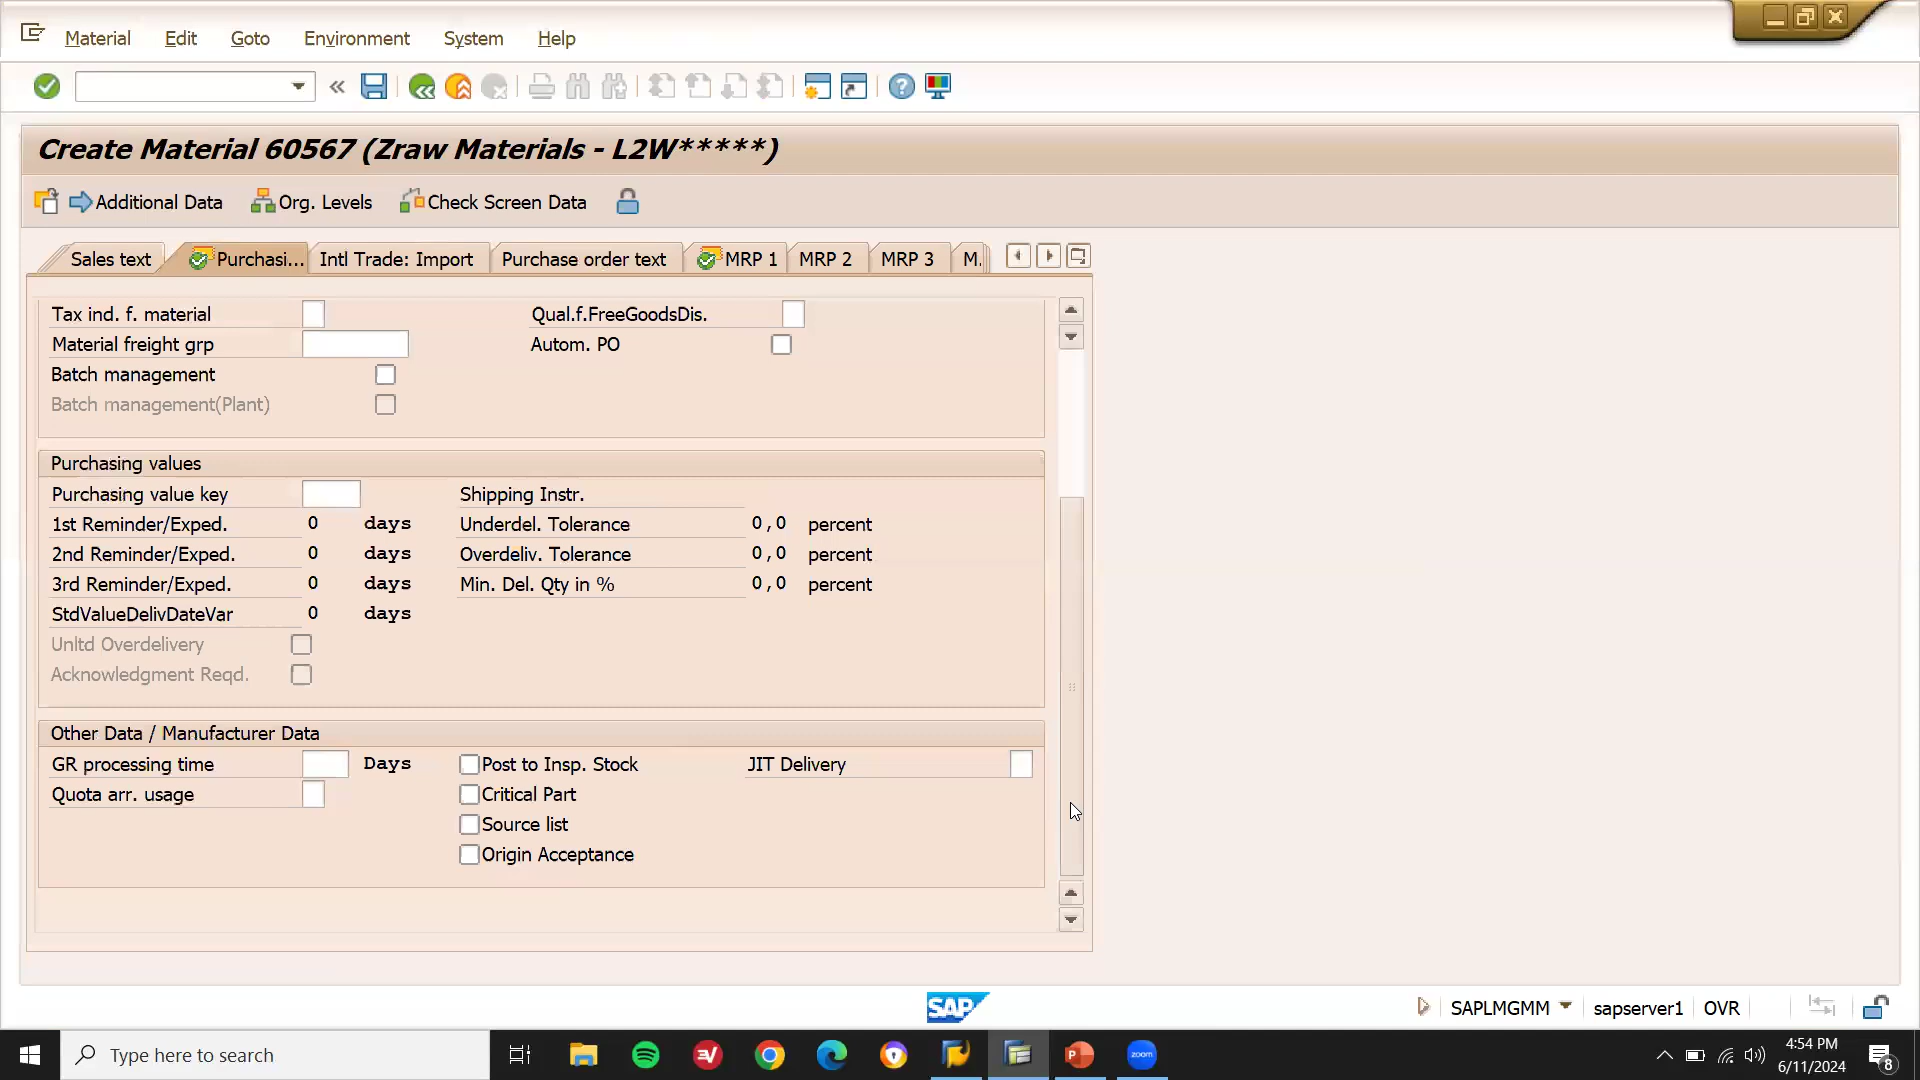 Material Edit Goto Environment System Help
Create Material 60567 (Zraw Materials - L2W*****)
Additional Data Org. Levels Check Screen Data
Sales text Purchasi... Intl Trade: Import Purchase order text MRP 1 MRP 2 MRP 3 M.
Tax ind. f. material Qual.f.FreeGoodsDis.
Material freight grp Autom. PO
Batch management
Batch management(Plant)
Purchasing values
Purchasing value key Shipping Instr.
1st Reminder/Exped. 0 days Underdel. Tolerance 0,0 percent
2nd Reminder/Exped. 0 days Overdeliv. Tolerance 0,0 percent
3rd Reminder/Exped. 0 days Min. Del. Qty in % 0,0 percent
StdValueDelivDateVar 0 days
Unltd Overdelivery
Acknowledgment Reqd.
Other Data / Manufacturer Data
GR processing time Days Post to Insp. Stock JIT Delivery
Quota arr. usage Critical Part
Source list
Origin Acceptance
SAP SAPLMGMM sapserver1 OVR
Type here to search zoom 4:54 PM
6/11/2024 8